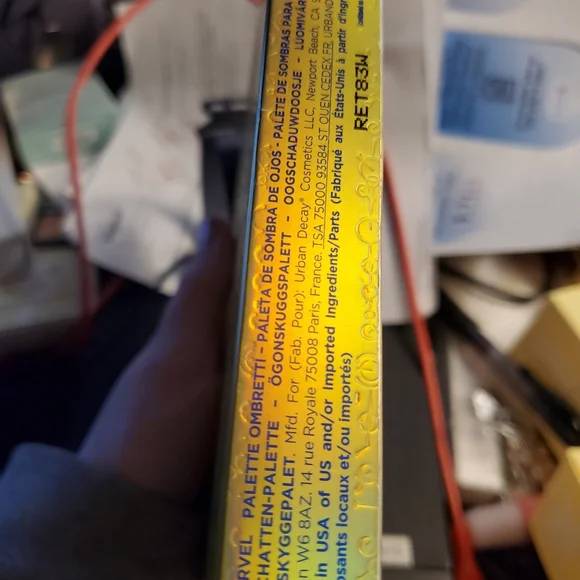 RVEL PALETTE OMBRETTI - PALETA DE SOMBRA DE OJOS - PALETE DE SOMBRAS PARA
CHATTEN-PALETTE - ÖGONSKUGGSPALETT - OOGSCHADUWDOOSJE - LUOMIVÄR
SKYGGEPALET. Mfd. For (Fab. Pour): Urban Decay® Cosmetics LLC, Newport Beach, CA
n W6 8AZ, 14 rue Royale 75008 Paris, France. TSA 75000 93584 ST OUEN CEDEX FR. URBAND
in USA of US and/or Imported Ingredients/Parts (Fabriqué aux États-Unis à partir d'ingr
osants locaux et/ou importés)
RET83W